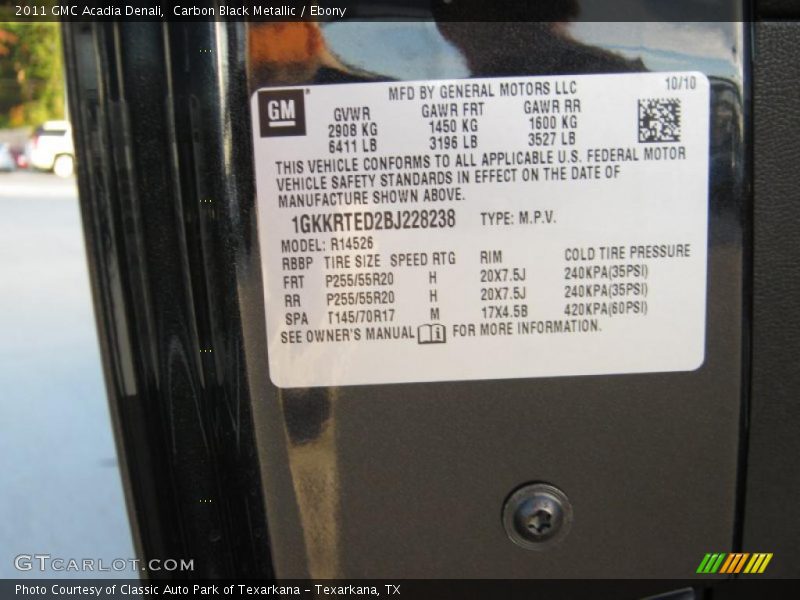 2011 GMC Acadia Denali, Carbon Black Metallic / Ebony
GM
MFD BY GENERAL MOTORS LLC 10/10
GVWR GAWR FRT GAWR RR
2908 KG 1450 KG 1600 KG
6411 LB 3196 LB 3527 LB
THIS VEHICLE CONFORMS TO ALL APPLICABLE U.S. FEDERAL MOTOR
VEHICLE SAFETY STANDARDS IN EFFECT ON THE DATE OF
MANUFACTURE SHOWN ABOVE.
1GKKRTED2BJ228238 TYPE: M.P.V.
MODEL: R14526
RBBP TIRE SIZE SPEED RTG RIM COLD TIRE PRESSURE
FRT P255/55R20 H 20X7.5J 240KPA(35PSI)
RR P255/55R20 H 20X7.5J 240KPA(35PSI)
SPA T145/70R17 M 17X4.5B 420KPA(60PSI)
SEE OWNER'S MANUAL FOR MORE INFORMATION.
GTCARLOT.COM
Photo Courtesy of Classic Auto Park of Texarkana - Texarkana, TX